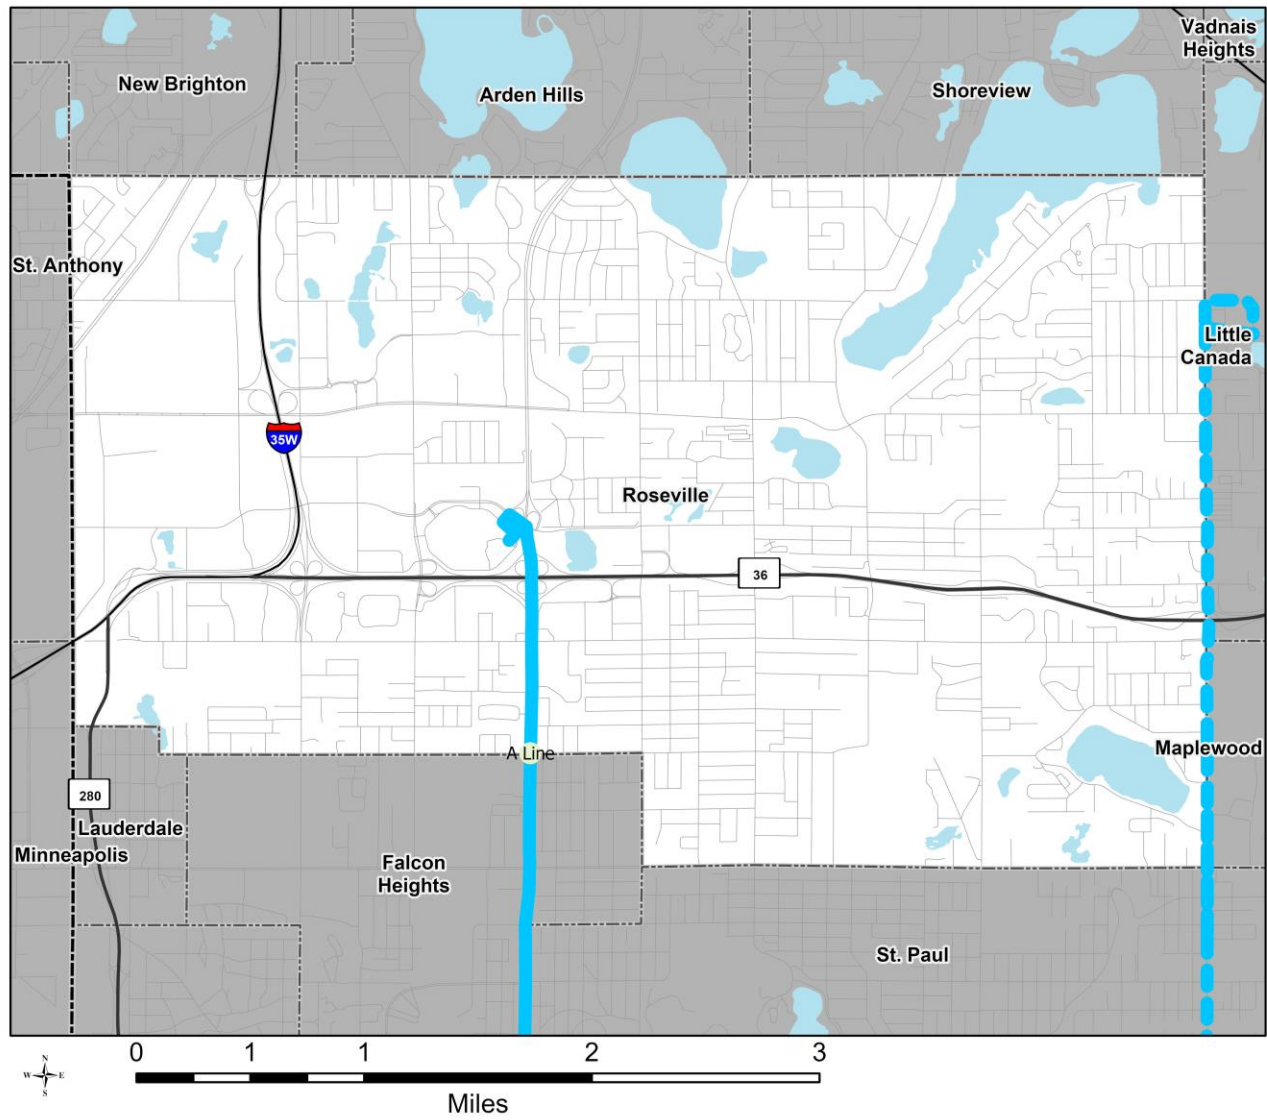 Vadnais
Heights
New Brighton
Arden Hills
Shoreview
St. Anthony
Little
Canada
35W
Roseville
36
A Line
Maplewood
280
Lauderdale
Minneapolis
Falcon
Heights
St. Paul
0 1 1 2 3
N
W E
S
Miles